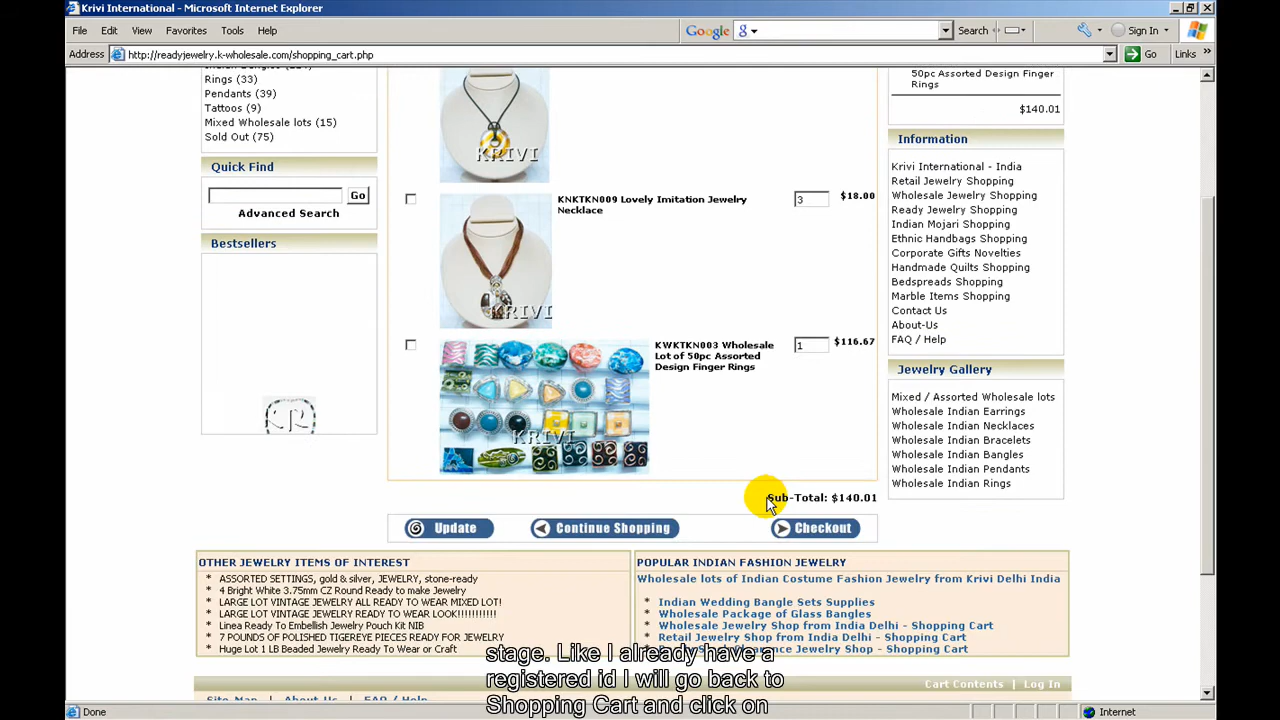 Krivi International - Microsoft Internet Explorer
File Edit View Favorites Tools Help
Google g Search Sign In
Address http://readyjewelry.k-wholesale.com/shopping_cart.php Go Links
Rings (33)
Pendants (39)
Tattoos (9)
Mixed Wholesale lots (15)
Sold Out (75)
Quick Find
Go
Advanced Search
Bestsellers
KRIVI
KNKTKN009 Lovely Imitation Jewelry
Necklace
3
$18.00
KRIVI
KWKTKN003 Wholesale
Lot of 50pc Assorted
Design Finger Rings
1
$116.67
KRIVI
Sub-Total: $140.01
Update
Continue Shopping
Checkout
50pc Assorted Design Finger
Rings
$140.01
Information
Krivi International - India
Retail Jewelry Shopping
Wholesale Jewelry Shopping
Ready Jewelry Shopping
Indian Mojari Shopping
Ethnic Handbags Shopping
Corporate Gifts Novelties
Handmade Quilts Shopping
Bedspreads Shopping
Marble Items Shopping
Contact Us
About-Us
FAQ / Help
Jewelry Gallery
Mixed / Assorted Wholesale lots
Wholesale Indian Earrings
Wholesale Indian Necklaces
Wholesale Indian Bracelets
Wholesale Indian Bangles
Wholesale Indian Pendants
Wholesale Indian Rings
OTHER JEWELRY ITEMS OF INTEREST
* ASSORTED SETTINGS, gold & silver, JEWELRY, stone-ready
* 4 Bright White 3.75mm CZ Round Ready to make Jewelry
* LARGE LOT VINTAGE JEWELRY ALL READY TO WEAR MIXED LOT!
* LARGE LOT VINTAGE JEWELRY READY TO WEAR LOOK!!!!!!!!!!!
* Linea Ready To Embellish Jewelry Pouch Kit NIB
* 7 POUNDS OF POLISHED TIGEREYE PIECES READY FOR JEWELRY
* Huge Lot 1 LB Beaded Jewelry Ready To Wear or Craft
POPULAR INDIAN FASHION JEWELRY
Wholesale lots of Indian Costume Fashion Jewelry from Krivi Delhi India
* Indian Wedding Bangle Sets Supplies
* Wholesale Package of Glass Bangles
* Wholesale Jewelry Shop from India Delhi - Shopping Cart
* Retail Jewelry Shop from India Delhi - Shopping Cart
Jewelry Shop - Shopping Cart
stage. Like I already have a
registered id I will go back to
Shopping Cart and click on
Cart Contents | Log In
Site Map | About Us | FAQ / Help
Done
Internet